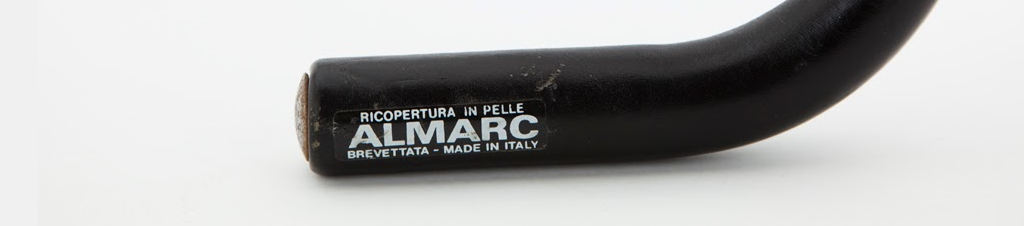 RICOPERTURA IN PELLE
ALMARC
BREVETTATA - MADE IN ITALY